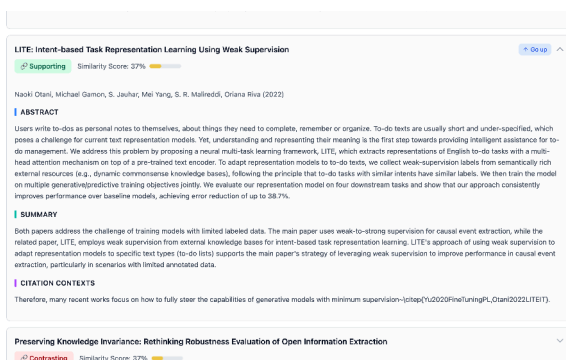 LITE: Intent-based Task Representation Learning Using Weak Supervision
↑ Go up
Supporting Similarity Score: 37%
Naoki Otani, Michael Gamon, S. Jauhar, Mei Yang, S. R. Malireddi, Oriana Riva (2022)
ABSTRACT
Users write to-dos as personal notes to themselves, about things they need to complete, remember or organize. To-do texts are usually short and under-specified, which
poses a challenge for current text representation models. Yet, understanding and representing their meaning is the first step towards providing intelligent assistance for to-
do management. We address this problem by proposing a neural multi-task learning framework, LITE, which extracts representations of English to-do tasks with a multi-
head attention mechanism on top of a pre-trained text encoder. To adapt representation models to to-do texts, we collect weak-supervision labels from semantically rich
external resources (e.g., dynamic commonsense knowledge bases), following the principle that to-do tasks with similar intents have similar labels. We then train the model
on multiple generative/predictive training objectives jointly. We evaluate our representation model on four downstream tasks and show that our approach consistently
improves performance over baseline models, achieving error reduction of up to 38.7%.
SUMMARY
Both papers address the challenge of training models with limited labeled data. The main paper uses weak-to-strong supervision for causal event extraction, while the
related paper, LITE, employs weak supervision from external knowledge bases for intent-based task representation learning. LITE's approach of using weak supervision to
adapt representation models to specific text types (to-do lists) supports the main paper's strategy of leveraging weak supervision to improve performance in causal event
extraction, particularly in scenarios with limited annotated data.
CITATION CONTEXTS
Therefore, many recent works focus on how to fully steer the capabilities of generative models with minimum supervision~\citep{Yu2020FineTuningPL,Otani2022LITEIT}.
Preserving Knowledge Invariance: Rethinking Robustness Evaluation of Open Information Extraction
Contrasting Similarity Score: 37%